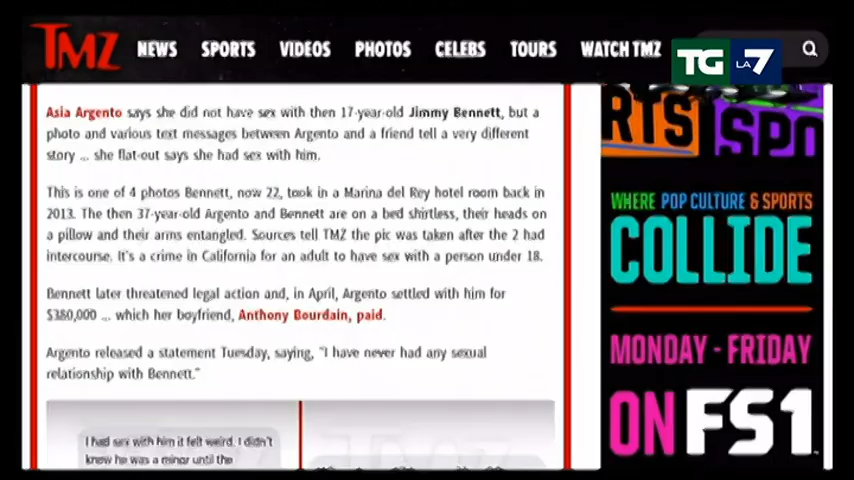 TMZ NEWS SPORTS VIDEOS PHOTOS CELEBS TOURS WATCH TMZ
TG LA7
Asia Argento says she did not have sex with then 17-year-old Jimmy Bennett, but a
photo and various text messages between Argento and a friend tell a very different
story ... she flat-out says she had sex with him.
This is one of 4 photos Bennett, now 22, took in a Marina del Rey hotel room back in
2013. The then 37-year-old Argento and Bennett are on a bed shirtless, their heads on
a pillow and their arms entangled. Sources tell TMZ the pic was taken after the 2 had
intercourse. It's a crime in California for an adult to have sex with a person under 18.
Bennett later threatened legal action and, in April, Argento settled with him for
$380,000 ... which her boyfriend, Anthony Bourdain, paid.
Argento released a statement Tuesday, saying, "I have never had any sexual
relationship with Bennett."
I had sex with him it felt weird. I didn't
knew he was a minor until the
RTS
SPO
WHERE POP CULTURE & SPORTS
COLLIDE
MONDAY - FRIDAY
ON FS1